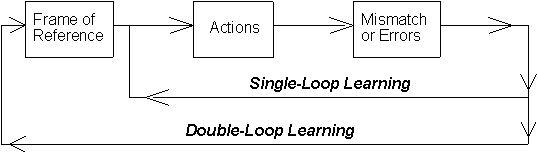 Frame of
Reference
Actions
Mismatch
or Errors
Single-Loop Learning
Double-Loop Learning